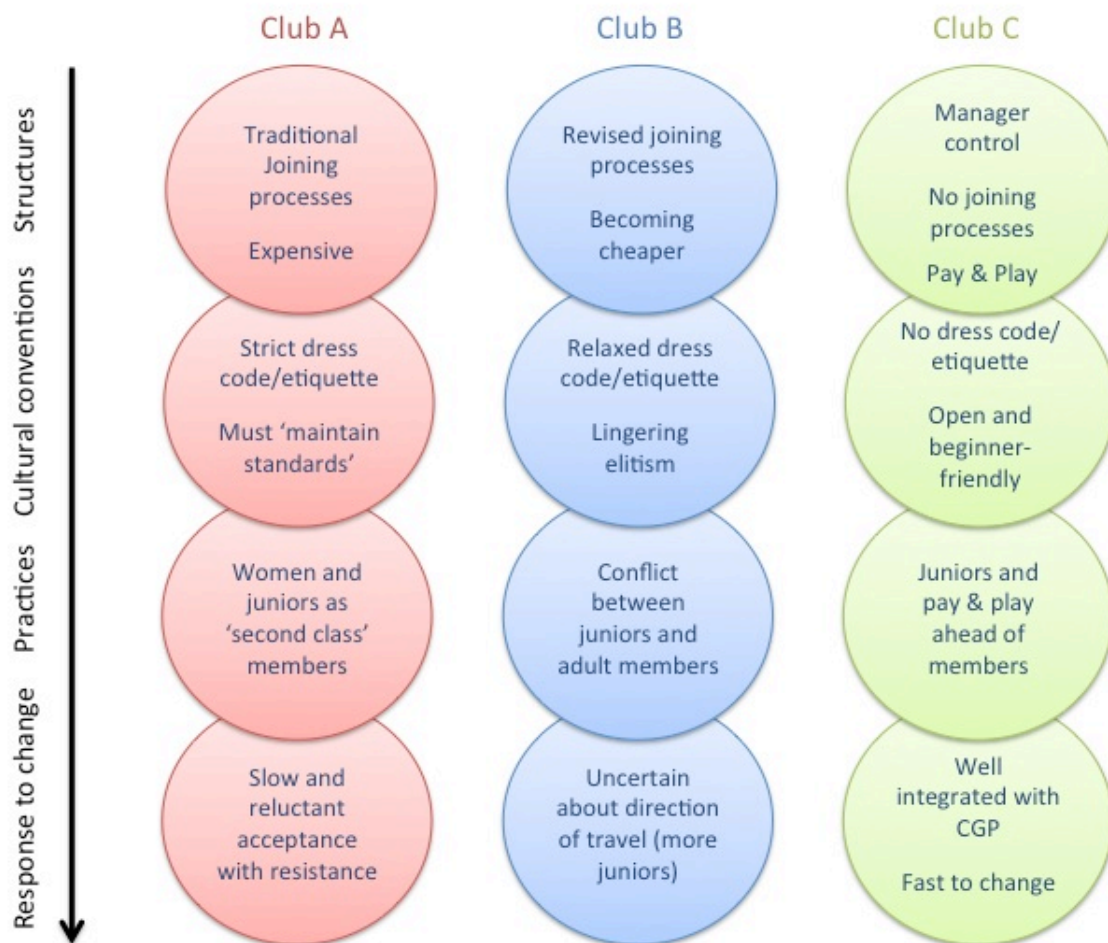 Club A
Club B
Club C
Structures
Traditional
Joining
processes
Expensive
Revised joining
processes
Becoming
cheaper
Manager
control
No joining
processes
Pay & Play
Cultural conventions
Strict dress
code/etiquette
Must ‘maintain
standards’
Relaxed dress
code/etiquette
Lingering
elitism
No dress code/
etiquette
Open and
beginner-
friendly
Practices
Women and
juniors as
‘second class’
members
Conflict
between
juniors and
adult members
Juniors and
pay & play
ahead of
members
Response to change
Slow and
reluctant
acceptance
with resistance
Uncertain
about direction
of travel (more
juniors)
Well
integrated with
CGP
Fast to change